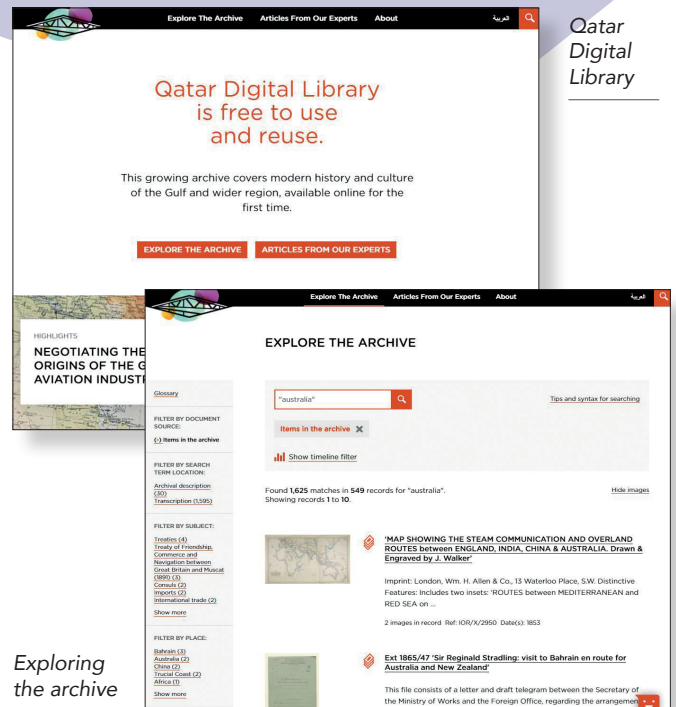 Explore The Archive Articles From Our Experts About العربية
Qatar
Digital
Library
Qatar Digital Library
is free to use
and reuse.
This growing archive covers modern history and culture
of the Gulf and wider region, available online for the
first time.
EXPLORE THE ARCHIVE ARTICLES FROM OUR EXPERTS
HIGHLIGHTS
NEGOTIATING THE
ORIGINS OF THE G
AVIATION INDUST
Explore The Archive Articles From Our Experts About العربية
EXPLORE THE ARCHIVE
Glossary
FILTER BY DOCUMENT
SOURCE:
(-) Items in the archive
FILTER BY SEARCH
TERM LOCATION:
Archival description
(30)
Transcription (1,595)
FILTER BY SUBJECT:
Treaties (4)
Treaty of Friendship,
Commerce and
Navigation between
Great Britain and Muscat
(1891) (3)
Consuls (2)
Imports (2)
International trade (2)
Show more
FILTER BY PLACE:
Bahrain (3)
Australia (2)
China (2)
Trucial Coast (2)
Africa (1)
Show more
"australia"
Tips and syntax for searching
Items in the archive
Show timeline filter
Found 1,625 matches in 549 records for "australia".
Showing records 1 to 10.
Hide images
'MAP SHOWING THE STEAM COMMUNICATION AND OVERLAND
ROUTES between ENGLAND, INDIA, CHINA & AUSTRALIA. Drawn &
Engraved by J. Walker'
Imprint: London, Wm. H. Allen & Co., 13 Waterloo Place, S.W. Distinctive
Features: Includes two insets: 'ROUTES between MEDITERRANEAN and
RED SEA on ...
2 images in record Ref: IOR/X/2950 Date(s): 1853
Ext 1865/47 'Sir Reginald Stradling: visit to Bahrain en route for
Australia and New Zealand'
This file consists of a letter and draft telegram between the Secretary of
the Ministry of Works and the Foreign Office, regarding the arrangemen
Exploring
the archive